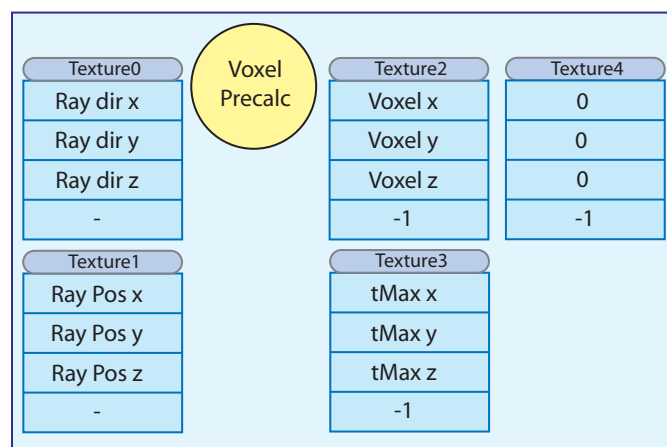 Texture0
Ray dir x
Ray dir y
Ray dir z
-
Voxel
Precalc
Texture2
Voxel x
Voxel y
Voxel z
-1
Texture4
0
0
0
-1
Texture1
Ray Pos x
Ray Pos y
Ray Pos z
-
Texture3
tMax x
tMax y
tMax z
-1